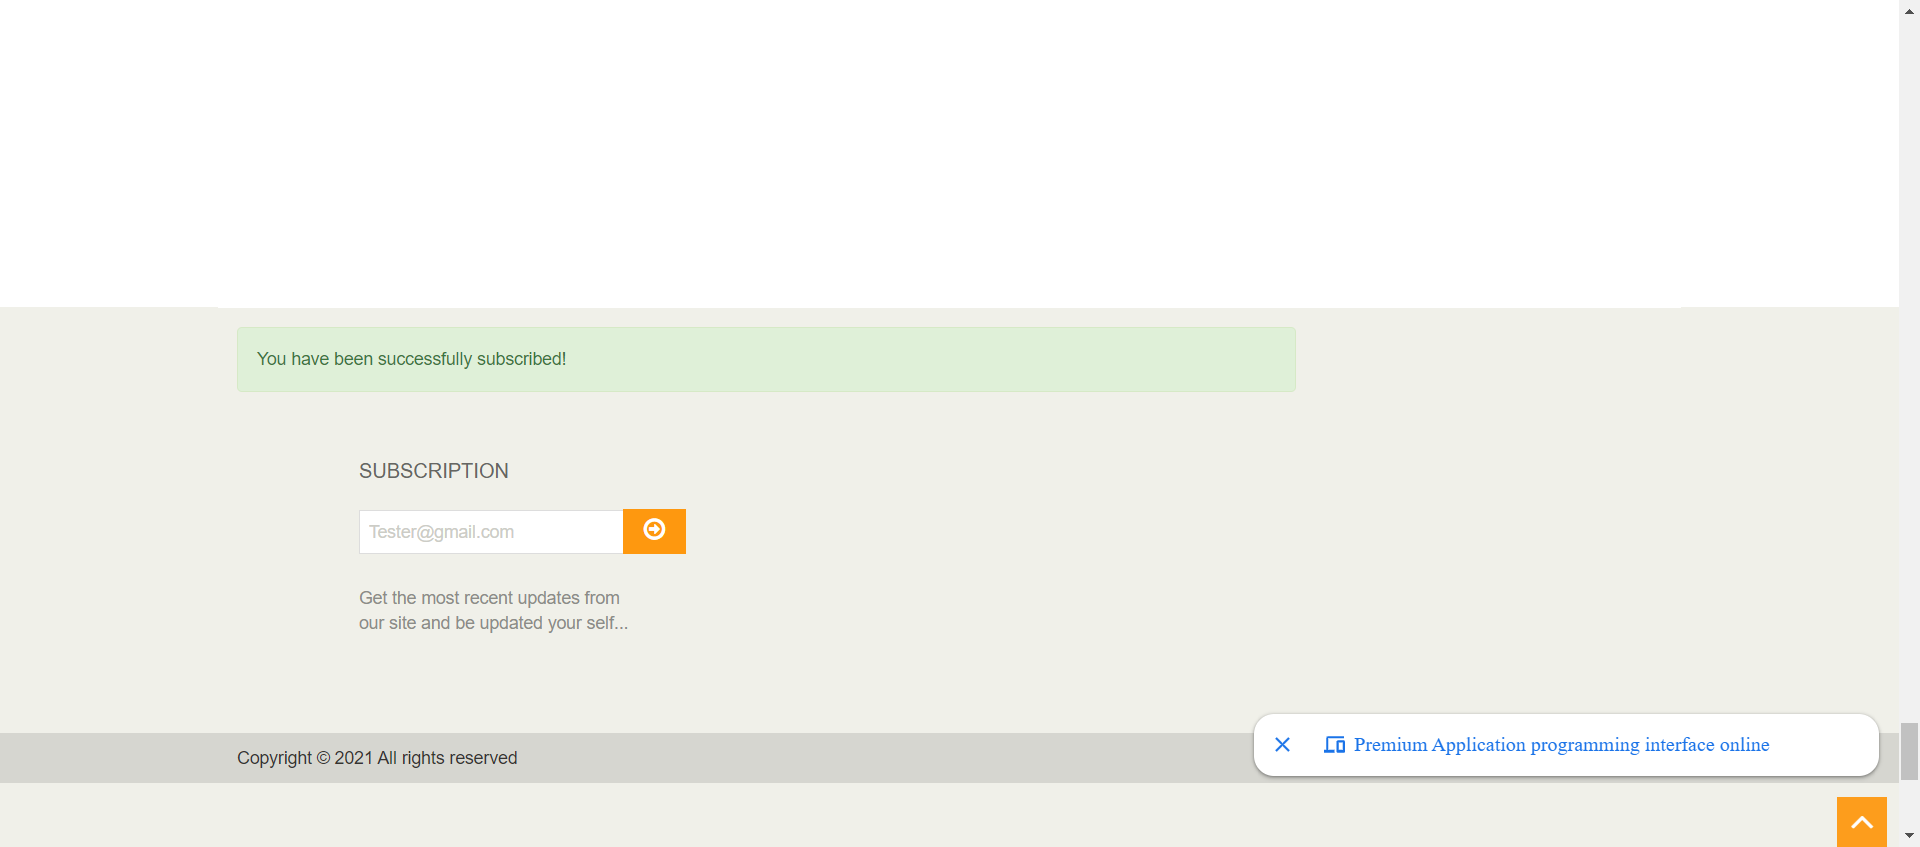 You have been successfully subscribed!
SUBSCRIPTION
Tester@gmail.com
Get the most recent updates from
our site and be updated your self...
Copyright © 2021 All rights reserved
Premium Application programming interface online